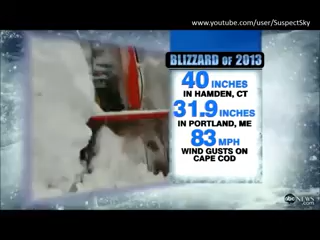 www.youtube.com/user/SuspectSky
BLIZZARD OF 2013
40 INCHES
IN HAMDEN, CT
31.9 INCHES
IN PORTLAND, ME
83 MPH
WIND GUSTS ON
CAPE COD
abc NEWS
.com